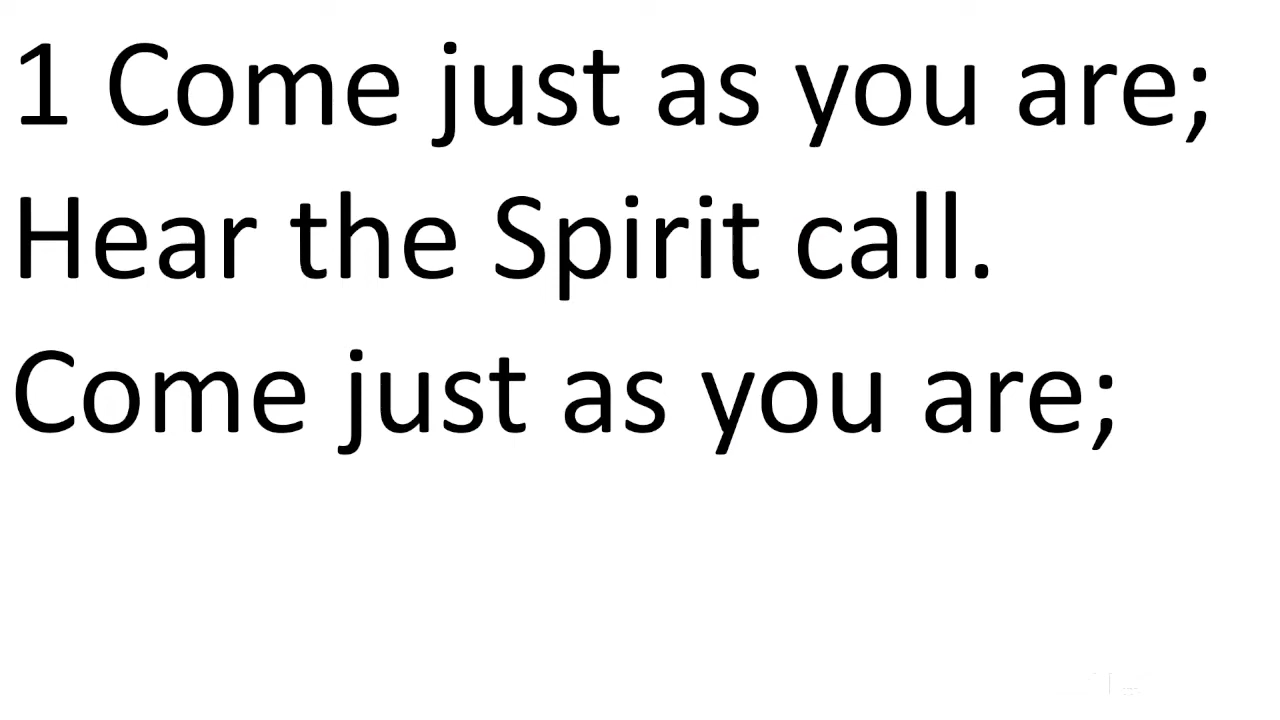 1 Come just as you are;
Hear the Spirit call.
Come just as you are;